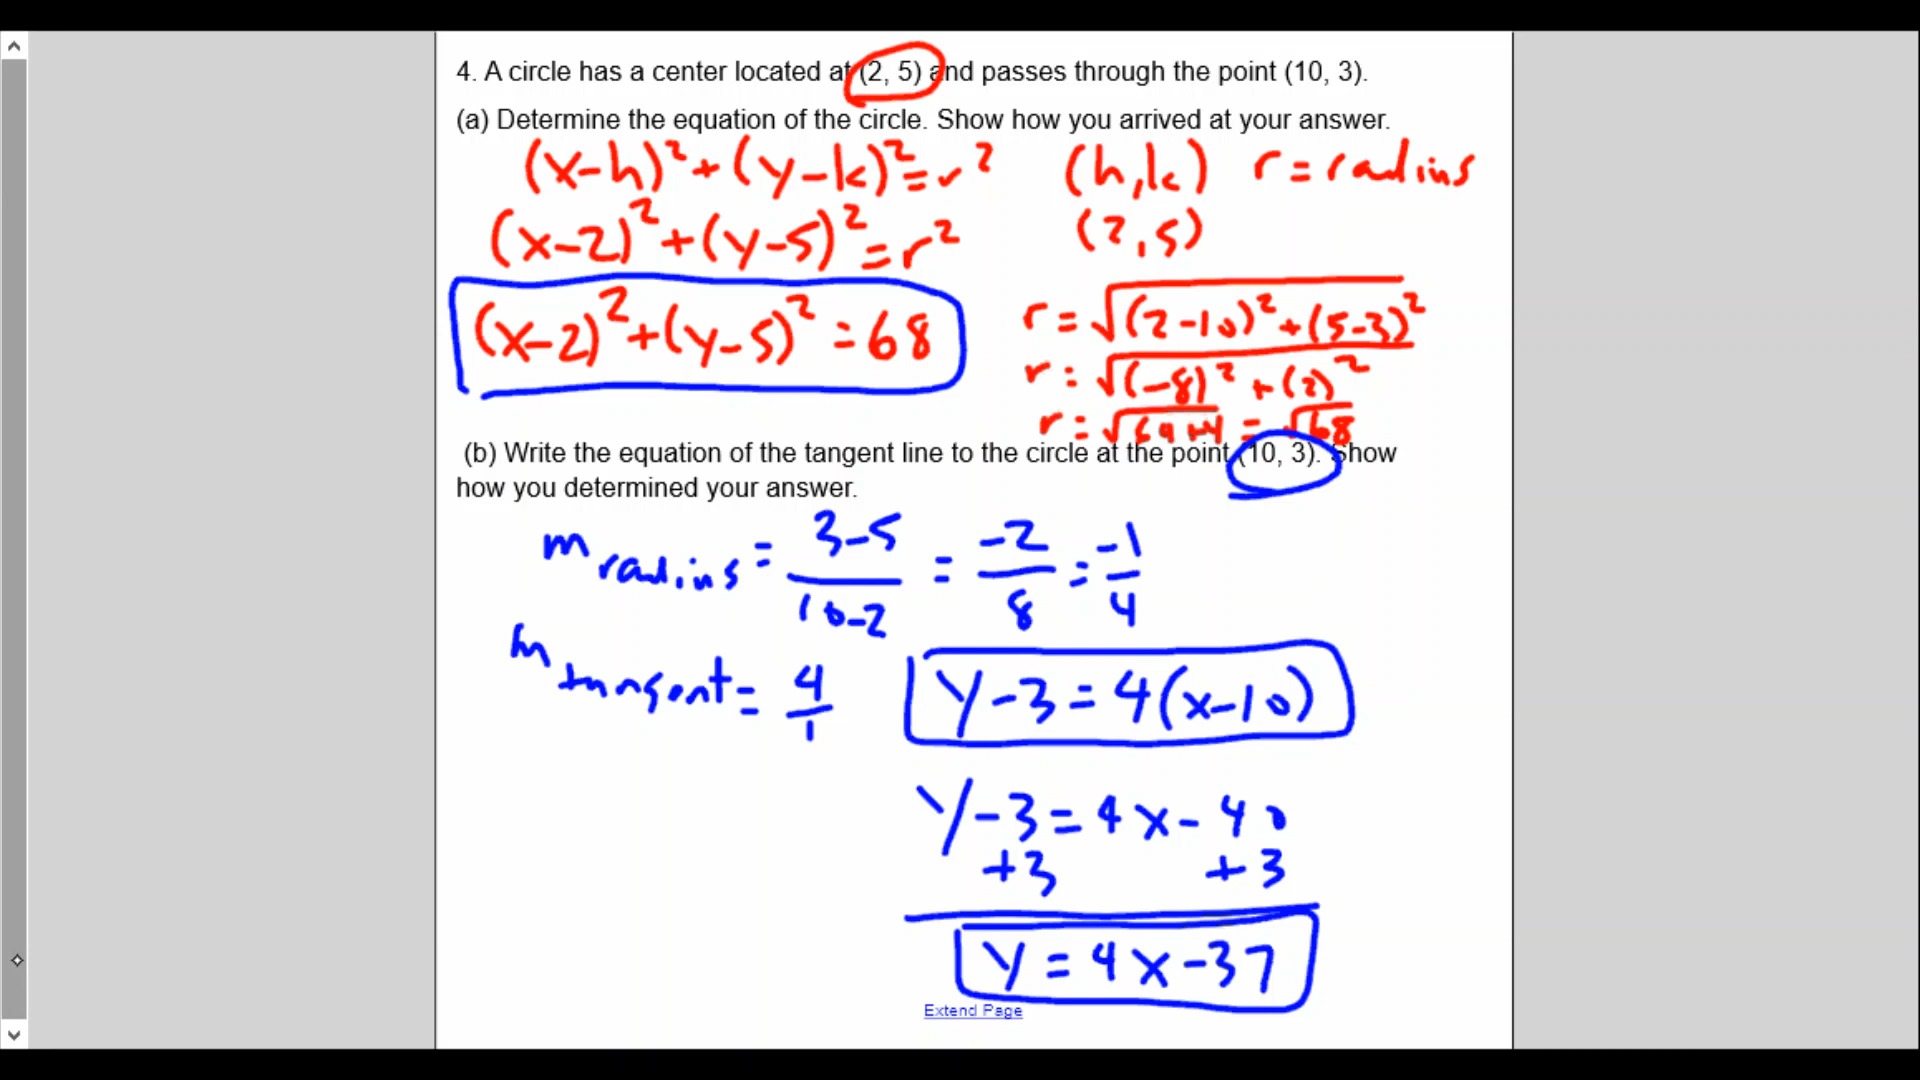 4. A circle has a center located at (2, 5) and passes through the point (10, 3).
(a) Determine the equation of the circle. Show how you arrived at your answer.
(x-h)²+(y-k)²=r² (h,k) r=radius
(x-2)²+(y-5)²=r² (2,5)
(x-2)²+(y-5)²=68
r=√(2-10)²+(5-3)²
r=√(-8)²+(2)²
r=√64+4=√68
(b) Write the equation of the tangent line to the circle at the point (10, 3). Show
how you determined your answer.
m radius = 3-5/10-2 = -2/8 = -1/4
m tangent = 4/1
y-3=4(x-10)
y-3=4x-40
+3 +3
y=4x-37
Extend Page